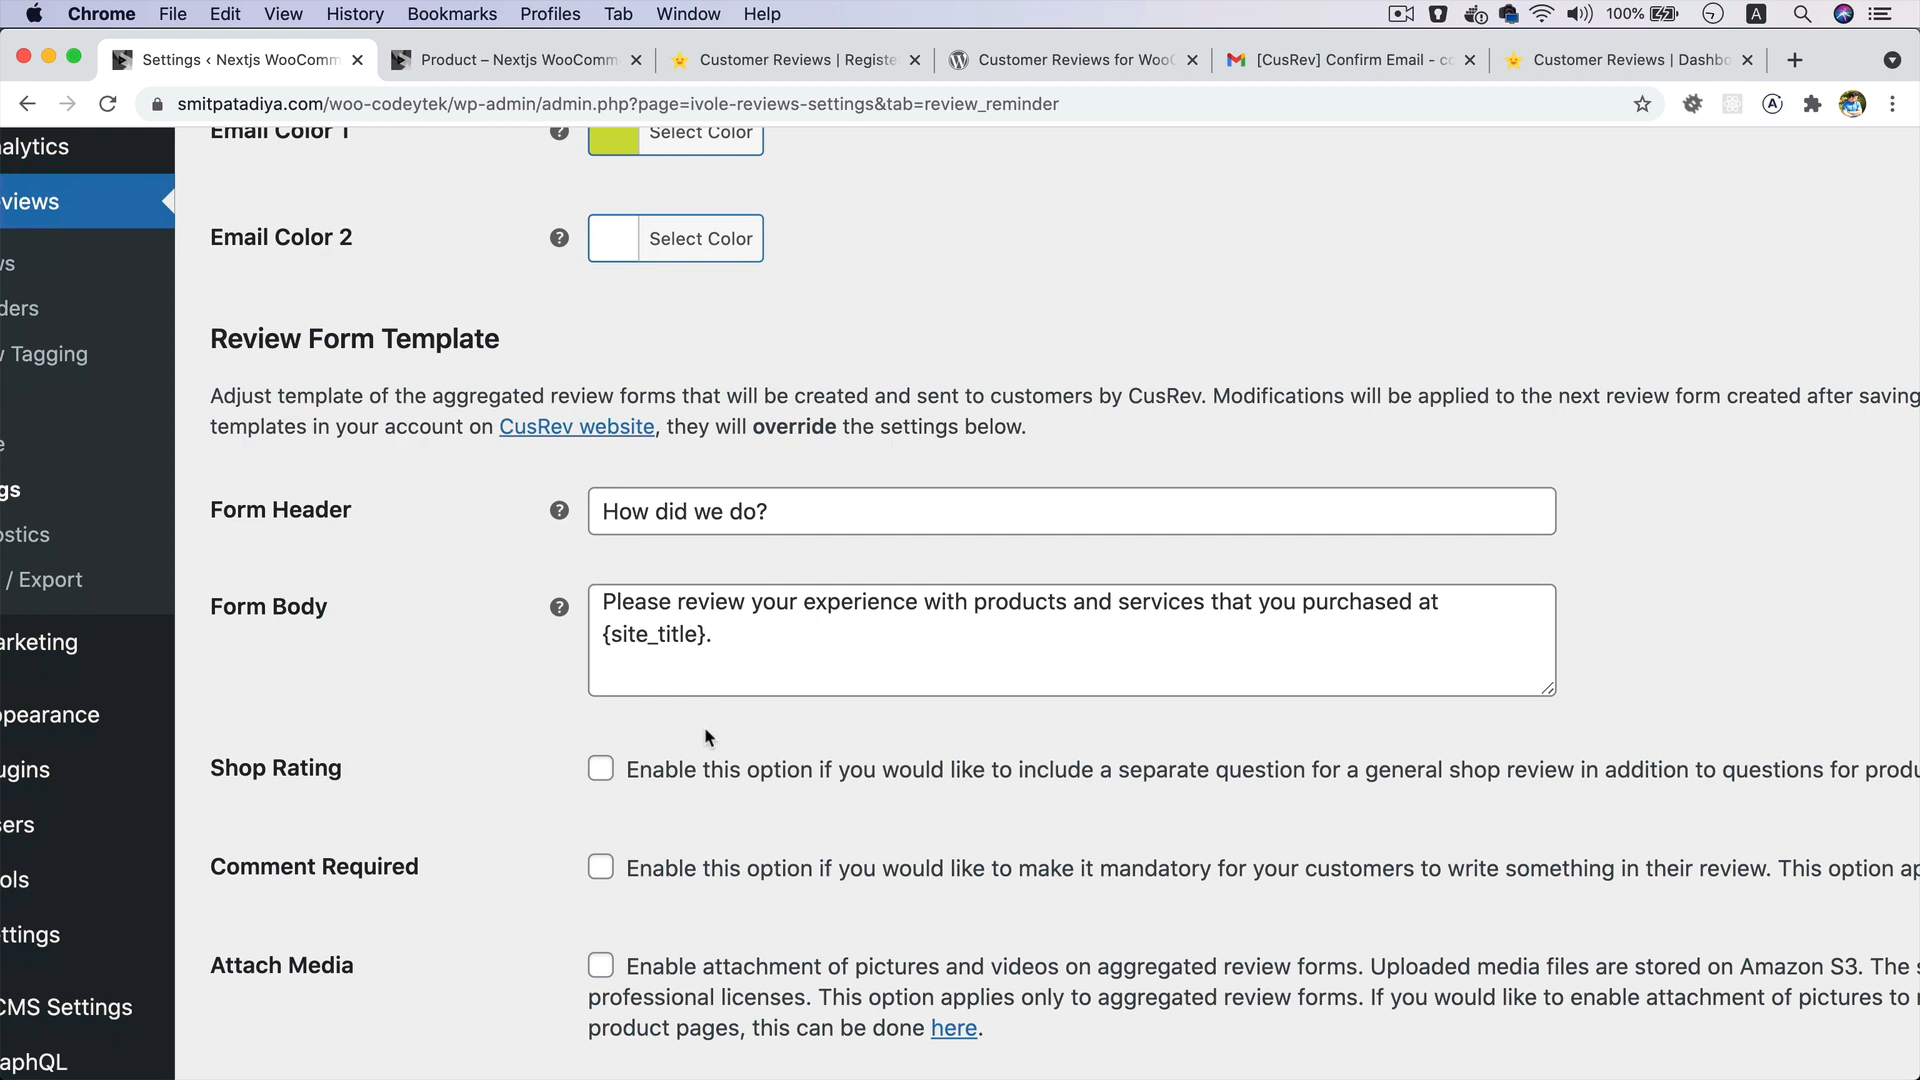 Chrome File Edit View History Bookmarks Profiles Tab Window Help 100% A
Settings ‹ Nextjs WooComm
Product – Nextjs WooComm
Customer Reviews | Registe
Customer Reviews for WooC
[CusRev] Confirm Email - co
Customer Reviews | Dashbo
smitpatadiya.com/woo-codeytek/wp-admin/admin.php?page=ivole-reviews-settings&tab=review_reminder
alytics
views
ws
ders
v Tagging
e
gs
ostics
/ Export
arketing
ppearance
ugins
sers
ols
ttings
CMS Settings
aphQL
Email Color 1
Select Color
Email Color 2
Select Color
Review Form Template
Adjust template of the aggregated review forms that will be created and sent to customers by CusRev. Modifications will be applied to the next review form created after saving
templates in your account on CusRev website, they will override the settings below.
Form Header
How did we do?
Form Body
Please review your experience with products and services that you purchased at
{site_title}.
Shop Rating
Enable this option if you would like to include a separate question for a general shop review in addition to questions for produ
Comment Required
Enable this option if you would like to make it mandatory for your customers to write something in their review. This option ap
Attach Media
Enable attachment of pictures and videos on aggregated review forms. Uploaded media files are stored on Amazon S3. The s
professional licenses. This option applies only to aggregated review forms. If you would like to enable attachment of pictures to
product pages, this can be done here.